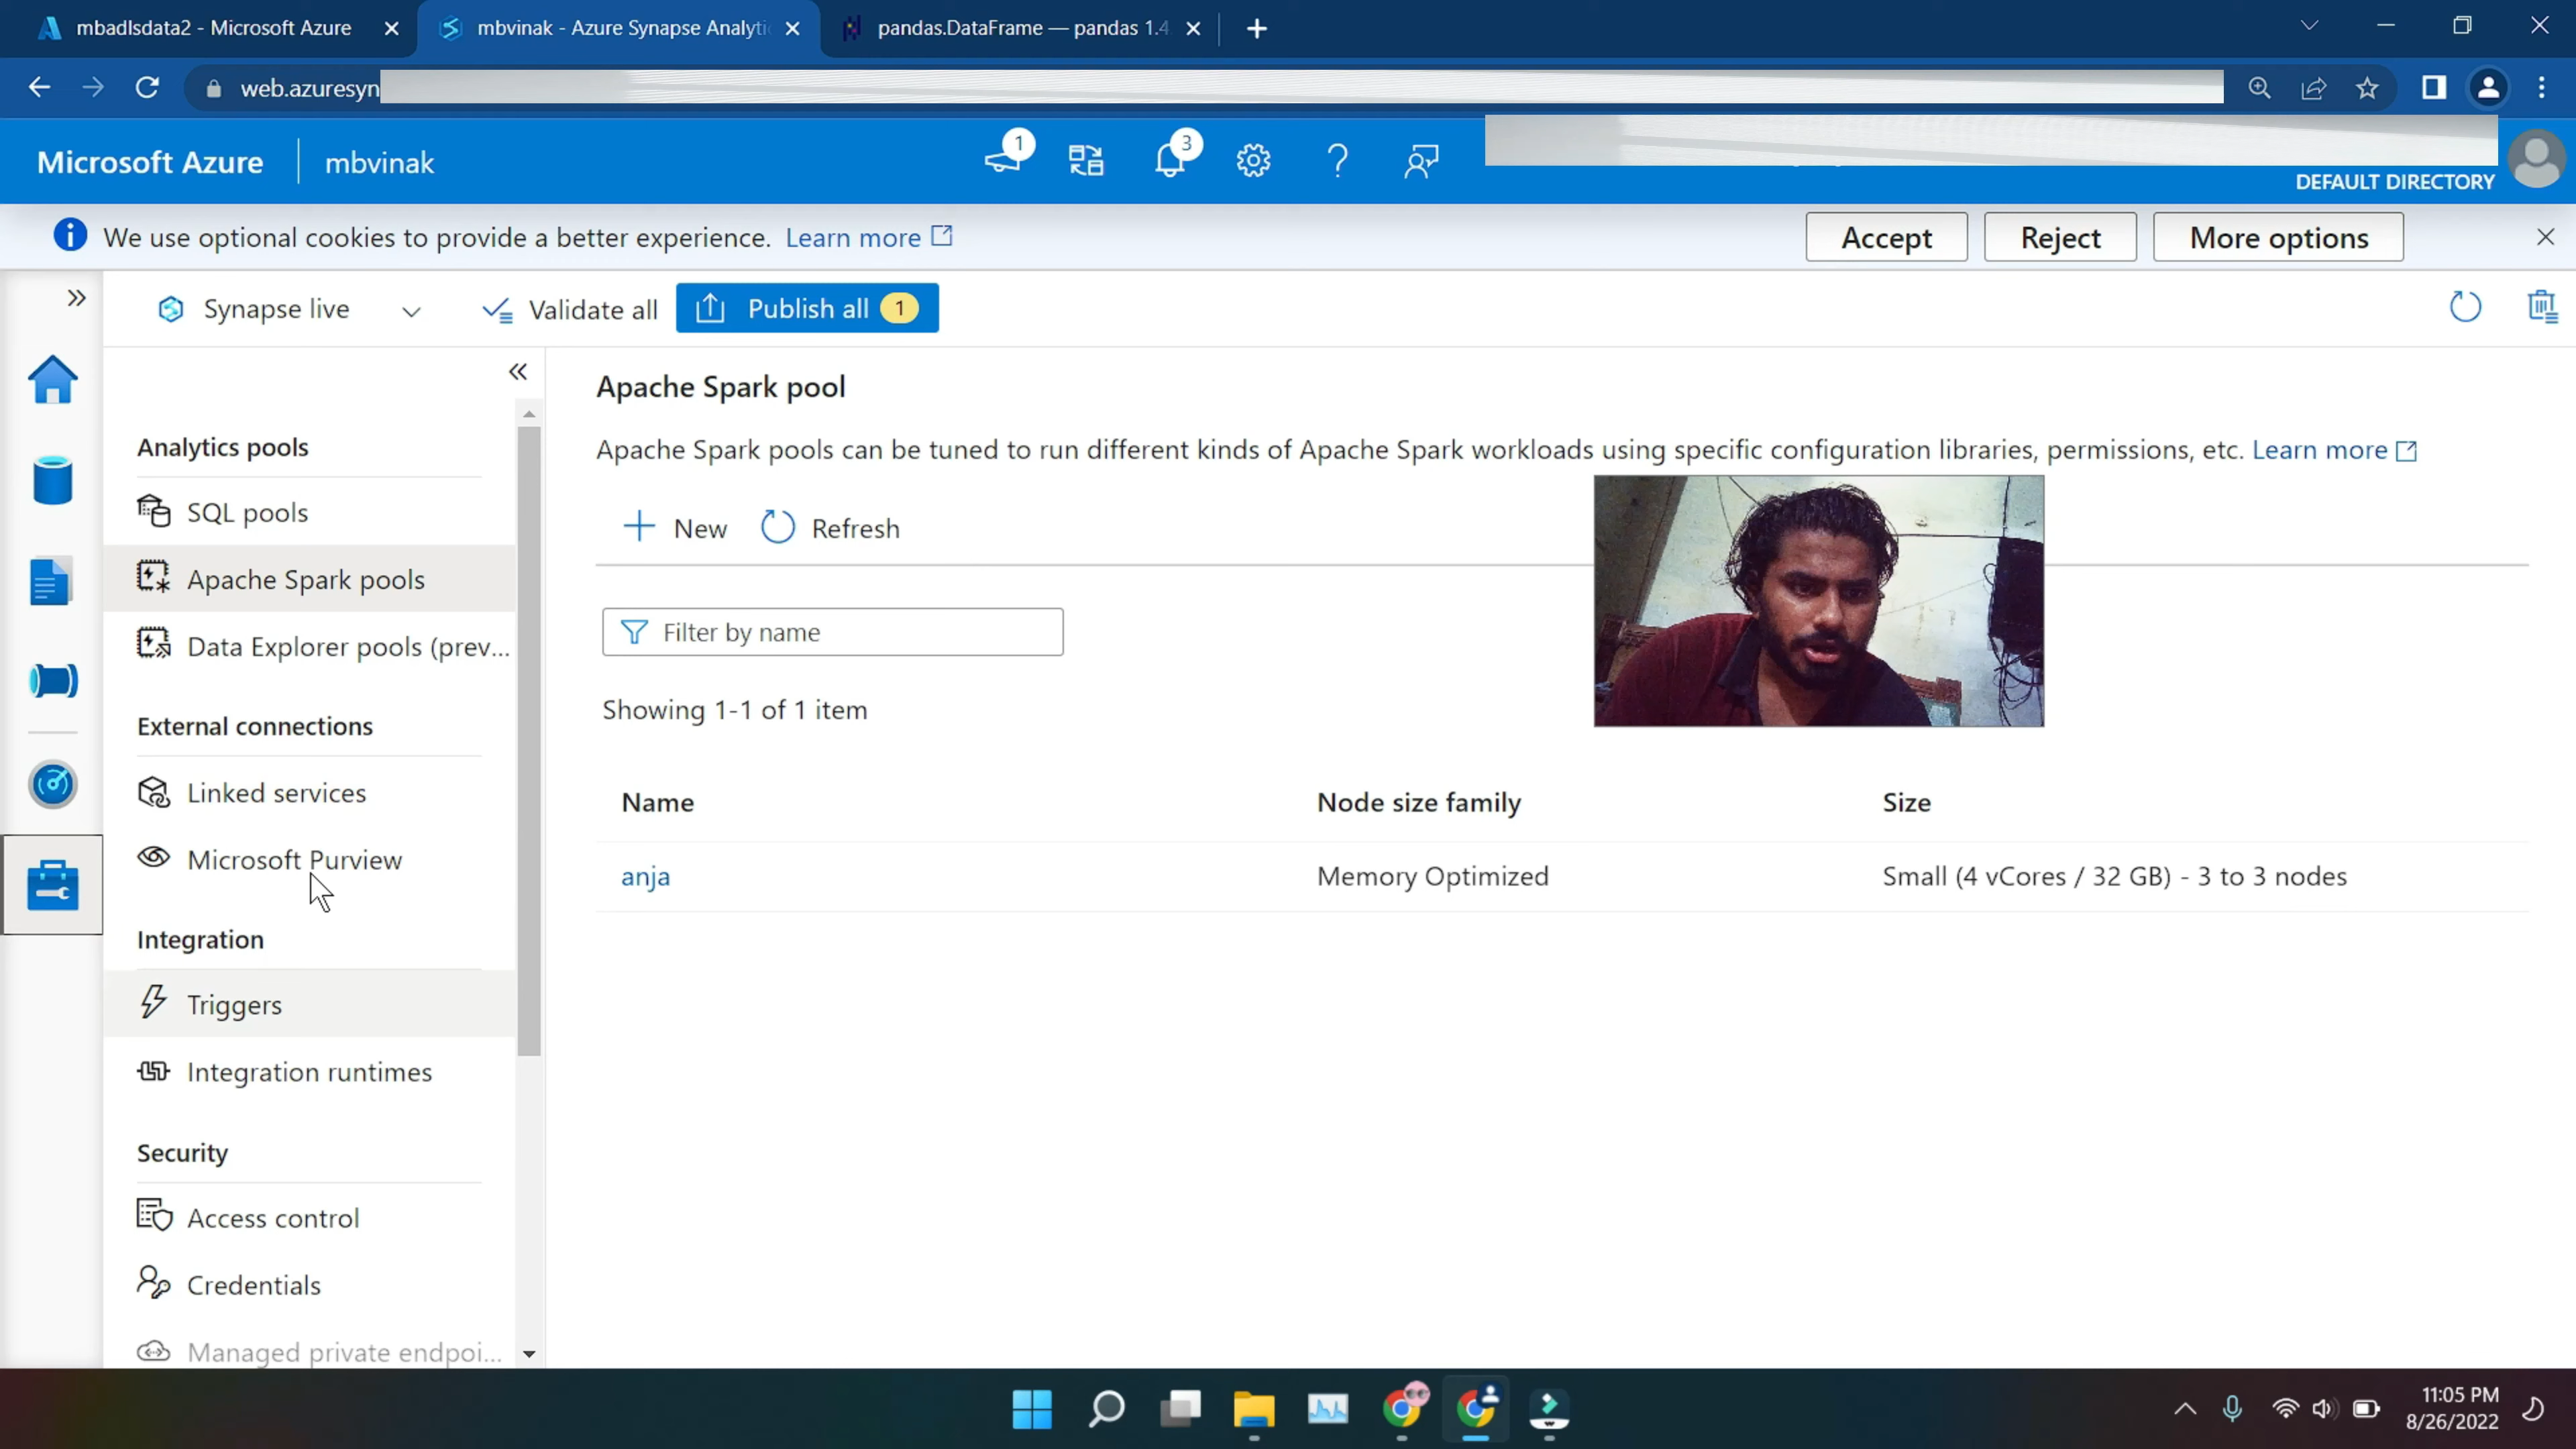 mbadlsdata2 - Microsoft Azure
mbvinak - Azure Synapse Analyti
pandas.DataFrame — pandas 1.4
web.azuresyn
Microsoft Azure
mbvinak
1
3
DEFAULT DIRECTORY
We use optional cookies to provide a better experience. Learn more
Accept
Reject
More options
Synapse live
Validate all
Publish all 1
Analytics pools
SQL pools
Apache Spark pools
Data Explorer pools (prev...
External connections
Linked services
Microsoft Purview
Integration
Triggers
Integration runtimes
Security
Access control
Credentials
Managed private endpoi...
Apache Spark pool
Apache Spark pools can be tuned to run different kinds of Apache Spark workloads using specific configuration libraries, permissions, etc. Learn more
New
Refresh
Filter by name
Showing 1-1 of 1 item
Name Node size family Size
anja Memory Optimized Small (4 vCores / 32 GB) - 3 to 3 nodes
11:05 PM
8/26/2022